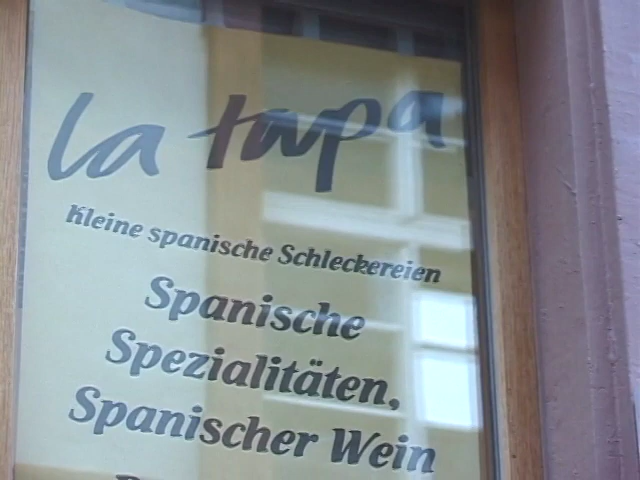 la tapa
Kleine spanische Schleckereien
Spanische
Spezialitäten,
Spanischer Wein